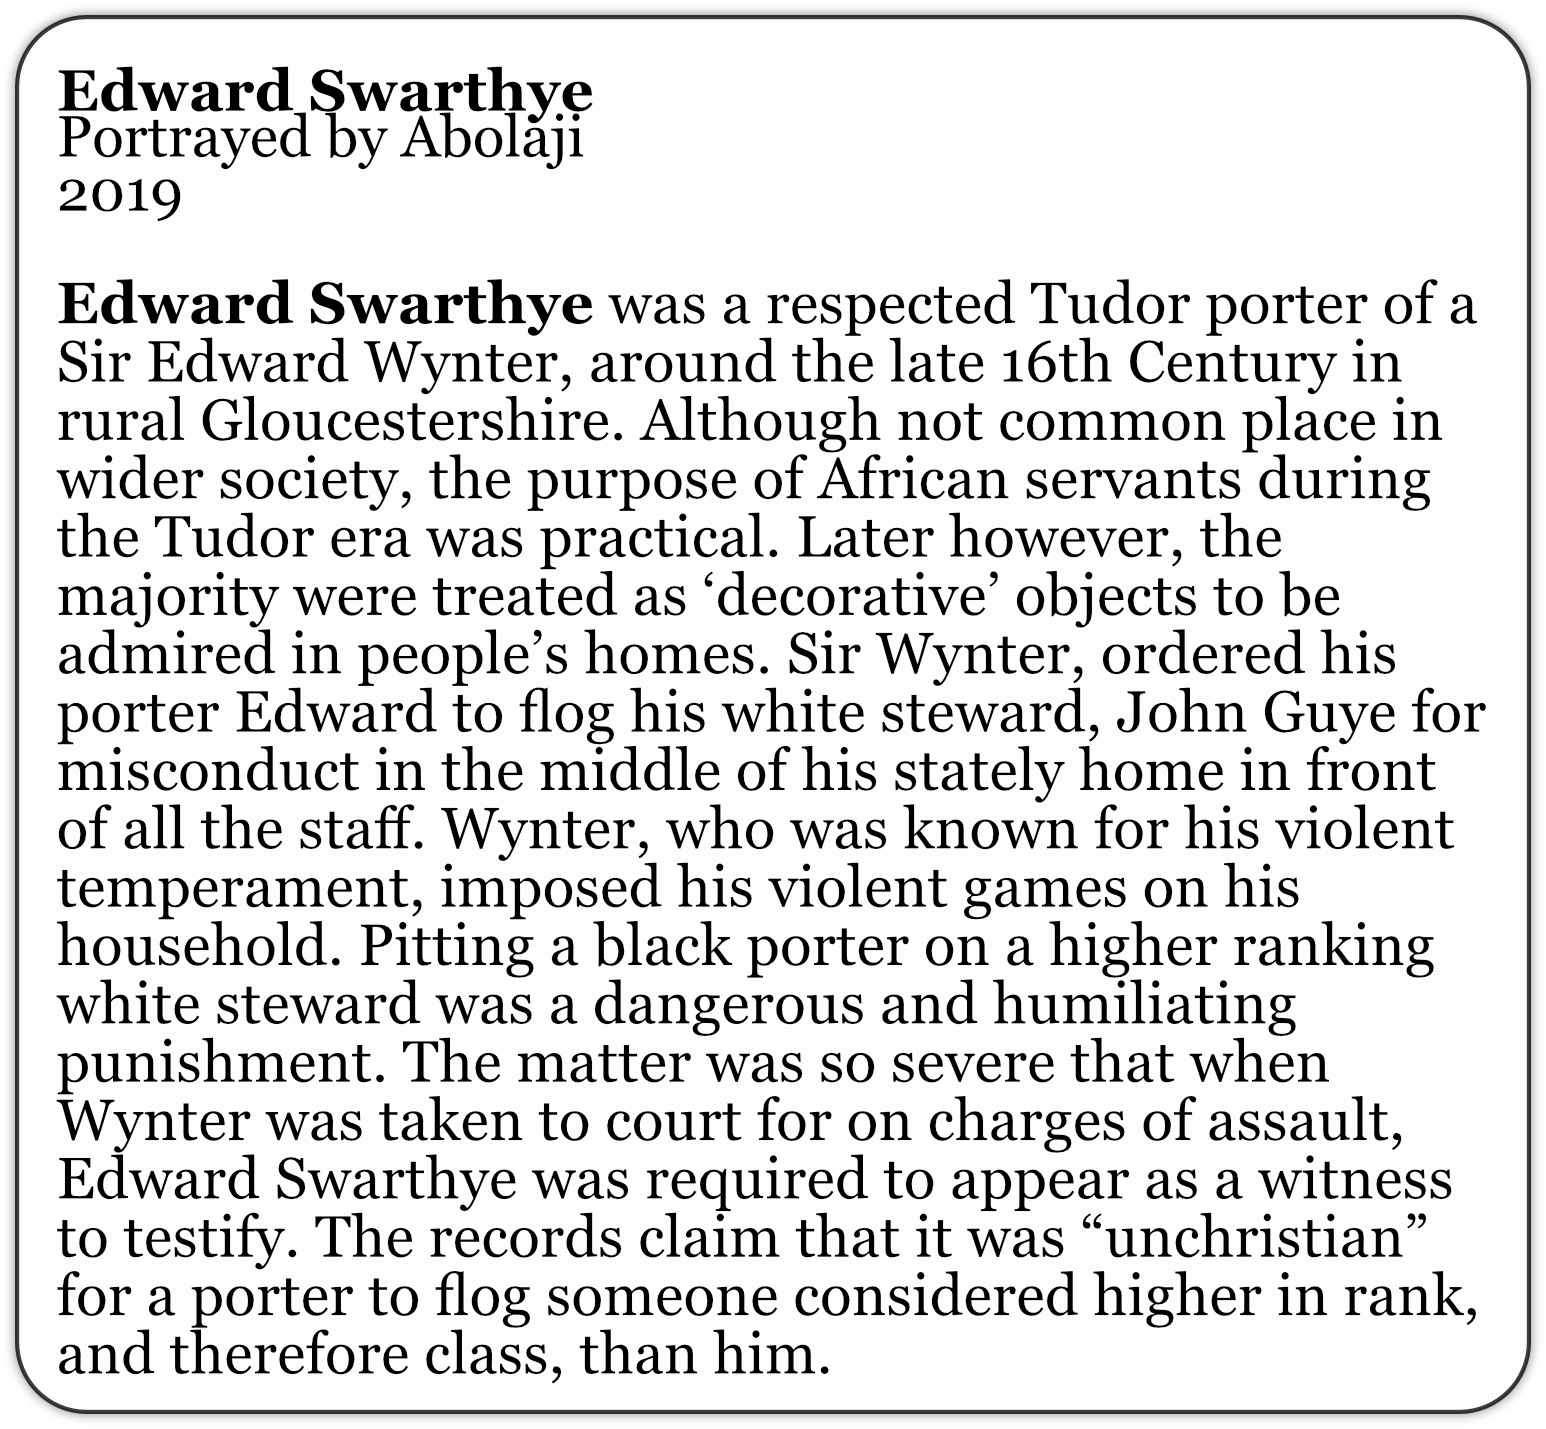 Edward Swarthye
Portrayed by Abolaji
2019
Edward Swarthye was a respected Tudor porter of a
Sir Edward Wynter, around the late 16th Century in
rural Gloucestershire. Although not common place in
wider society, the purpose of African servants during
the Tudor era was practical. Later however, the
majority were treated as ‘decorative’ objects to be
admired in people’s homes. Sir Wynter, ordered his
porter Edward to flog his white steward, John Guye for
misconduct in the middle of his stately home in front
of all the staff. Wynter, who was known for his violent
temperament, imposed his violent games on his
household. Pitting a black porter on a higher ranking
white steward was a dangerous and humiliating
punishment. The matter was so severe that when
Wynter was taken to court for on charges of assault,
Edward Swarthye was required to appear as a witness
to testify. The records claim that it was “unchristian”
for a porter to flog someone considered higher in rank,
and therefore class, than him.